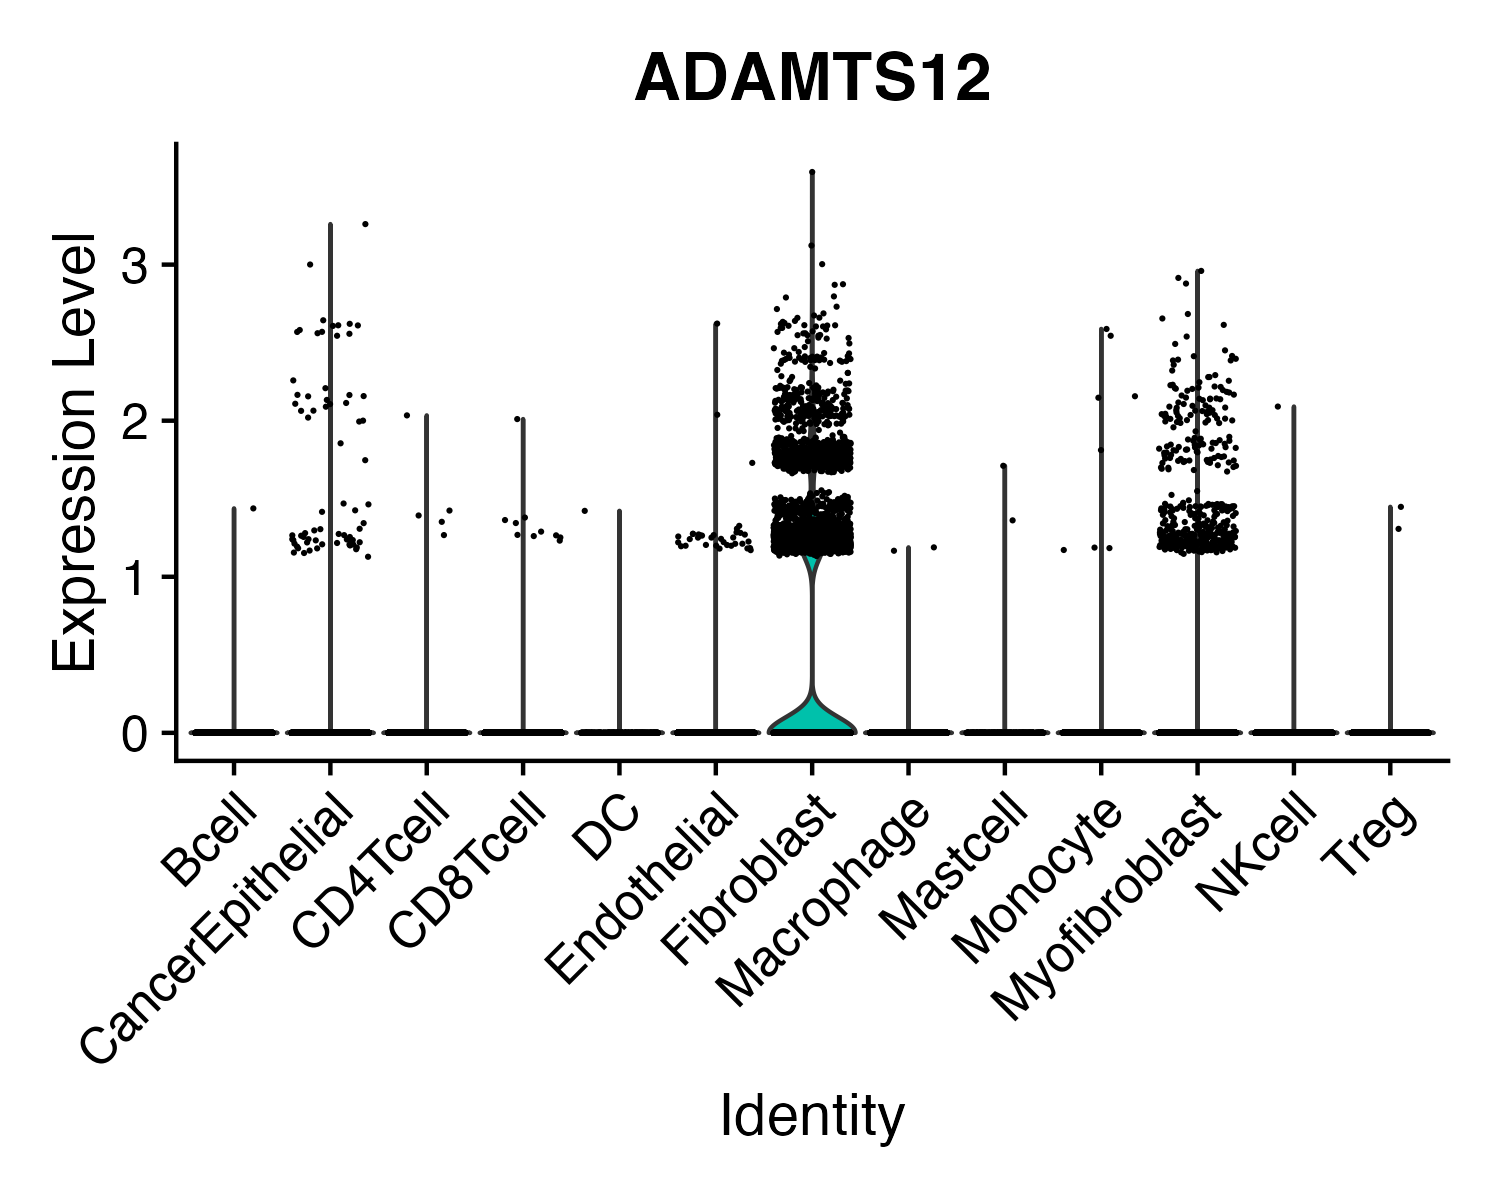 ADAMTS12
Expression Level
3
2
1
0
Bcell
CancerEpithelial
CD4Tcell
CD8Tcell
DC
Endothelial
Fibroblast
Macrophage
Mastcell
Monocyte
Myofibroblast
NKcell
Treg
Identity